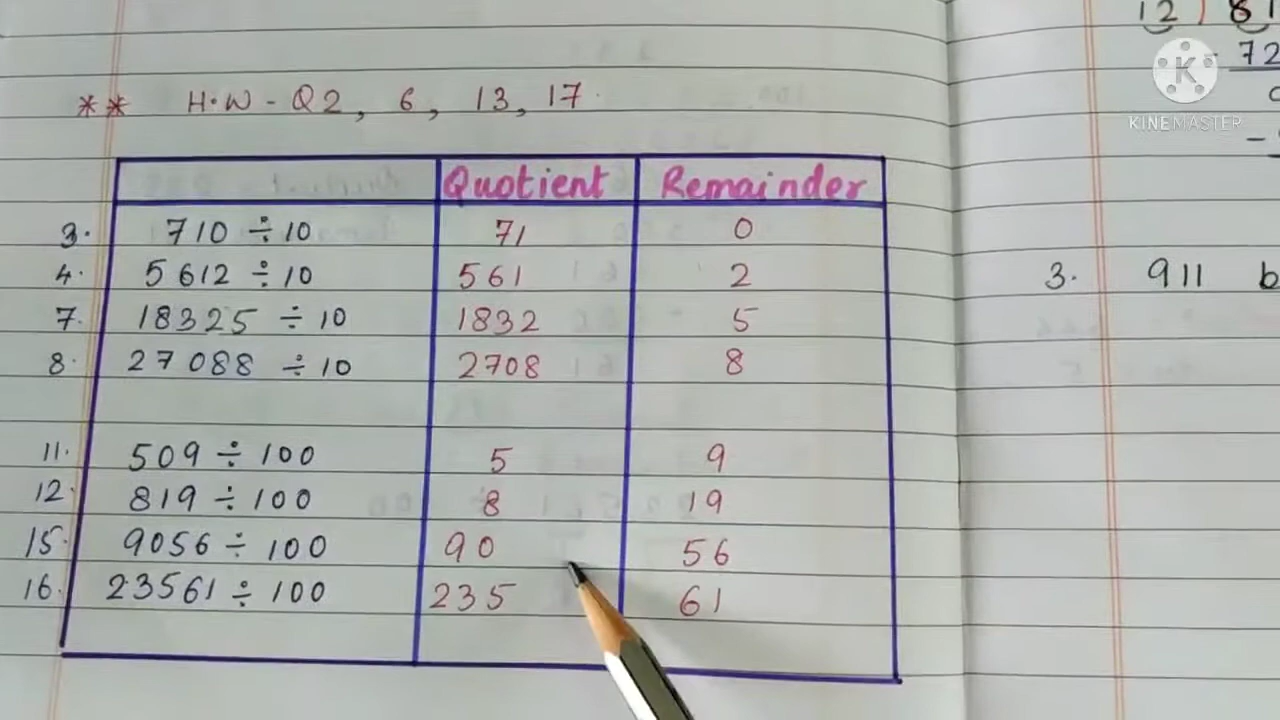 ** H.W - Q2, 6, 13, 17.
Quotient Remainder
3. 710 ÷ 10 71 0
4. 5612 ÷ 10 561 2
7. 18325 ÷ 10 1832 5
8. 27088 ÷ 10 2708 8
11. 509 ÷ 100 5 9
12. 819 ÷ 100 8 19
15. 9056 ÷ 100 90 56
16. 23561 ÷ 100 235 61
12 ) 81
- 72
KINEMASTER
3. 911 b